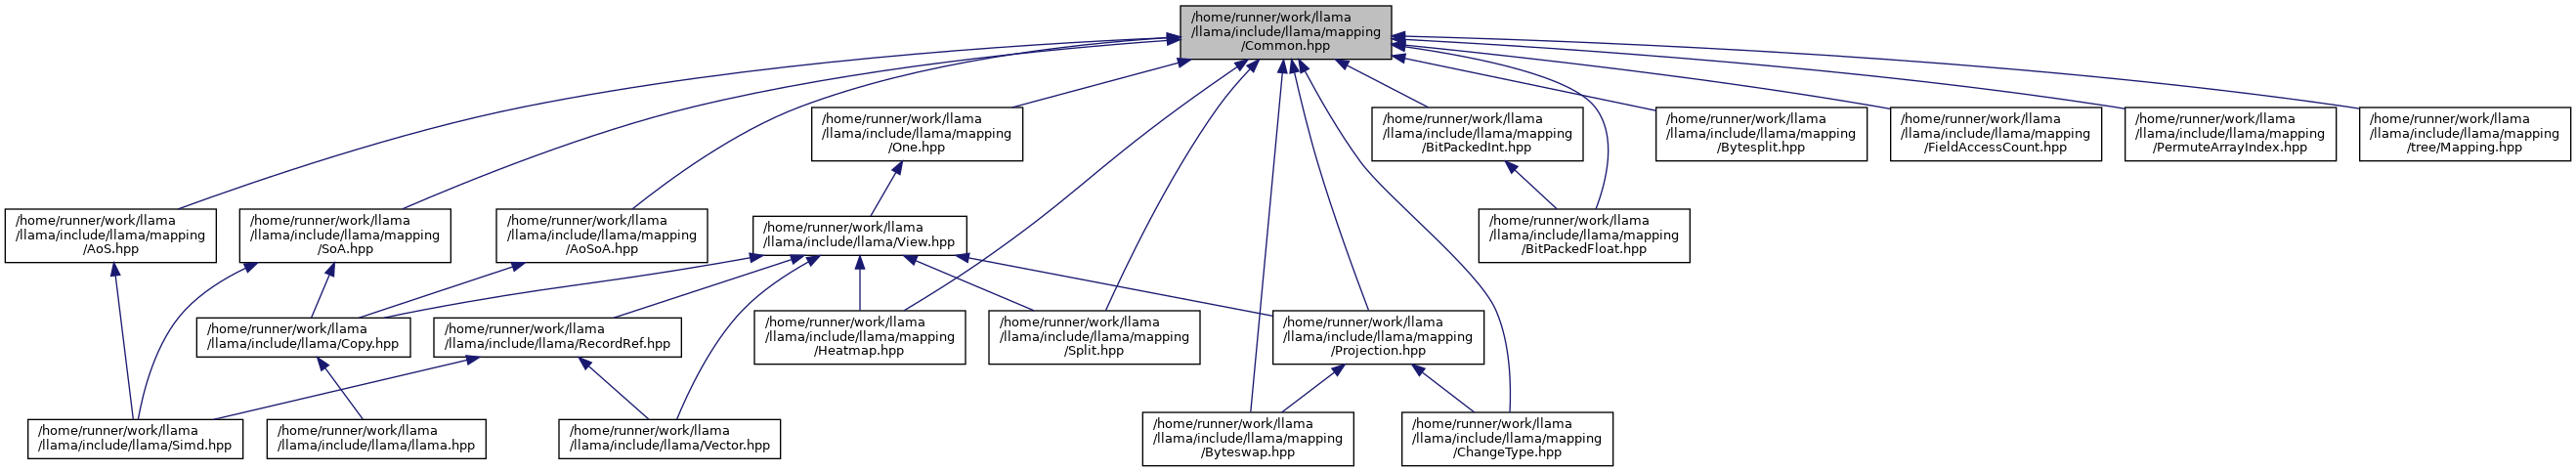 /home/runner/work/llama
/llama/include/llama/mapping
/Common.hpp
/home/runner/work/llama
/llama/include/llama/mapping
/One.hpp
/home/runner/work/llama
/llama/include/llama/mapping
/BitPackedInt.hpp
/home/runner/work/llama
/llama/include/llama/mapping
/Bytesplit.hpp
/home/runner/work/llama
/llama/include/llama/mapping
/FieldAccessCount.hpp
/home/runner/work/llama
/llama/include/llama/mapping
/PermuteArrayIndex.hpp
/home/runner/work/llama
/llama/include/llama/mapping
/tree/Mapping.hpp
/home/runner/work/llama
/llama/include/llama/mapping
/AoS.hpp
/home/runner/work/llama
/llama/include/llama/mapping
/SoA.hpp
/home/runner/work/llama
/llama/include/llama/mapping
/AoSoA.hpp
/home/runner/work/llama
/llama/include/llama/View.hpp
/home/runner/work/llama
/llama/include/llama/mapping
/BitPackedFloat.hpp
/home/runner/work/llama
/llama/include/llama/Copy.hpp
/home/runner/work/llama
/llama/include/llama/RecordRef.hpp
/home/runner/work/llama
/llama/include/llama/mapping
/Heatmap.hpp
/home/runner/work/llama
/llama/include/llama/mapping
/Split.hpp
/home/runner/work/llama
/llama/include/llama/mapping
/Projection.hpp
/home/runner/work/llama
/llama/include/llama/Simd.hpp
/home/runner/work/llama
/llama/include/llama/llama.hpp
/home/runner/work/llama
/llama/include/llama/Vector.hpp
/home/runner/work/llama
/llama/include/llama/mapping
/Byteswap.hpp
/home/runner/work/llama
/llama/include/llama/mapping
/ChangeType.hpp